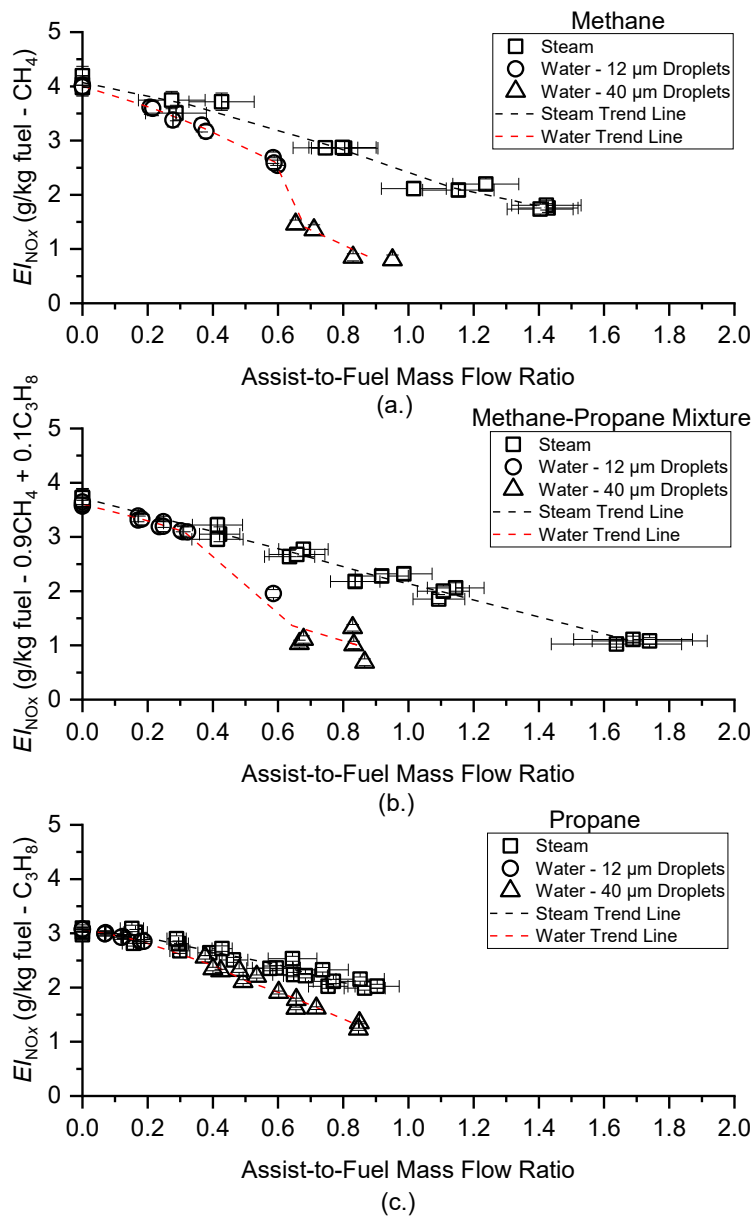 Methane
Steam
Water - 12 µm Droplets
Water - 40 µm Droplets
Steam Trend Line
Water Trend Line
EI_NOx (g/kg fuel - CH₄)
5
4
3
2
1
0
0.0 0.2 0.4 0.6 0.8 1.0 1.2 1.4 1.6 1.8 2.0
Assist-to-Fuel Mass Flow Ratio
(a.)
Methane-Propane Mixture
Steam
Water - 12 µm Droplets
Water - 40 µm Droplets
Steam Trend Line
Water Trend Line
EI_NOx (g/kg fuel - 0.9CH₄ + 0.1C₃H₈
5
4
3
2
1
0
0.0 0.2 0.4 0.6 0.8 1.0 1.2 1.4 1.6 1.8 2.0
Assist-to-Fuel Mass Flow Ratio
(b.)
Propane
Steam
Water - 12 µm Droplets
Water - 40 µm Droplets
Steam Trend Line
Water Trend Line
EI_NOx (g/kg fuel - C₃H₈)
5
4
3
2
1
0
0.0 0.2 0.4 0.6 0.8 1.0 1.2 1.4 1.6 1.8 2.0
Assist-to-Fuel Mass Flow Ratio
(c.)